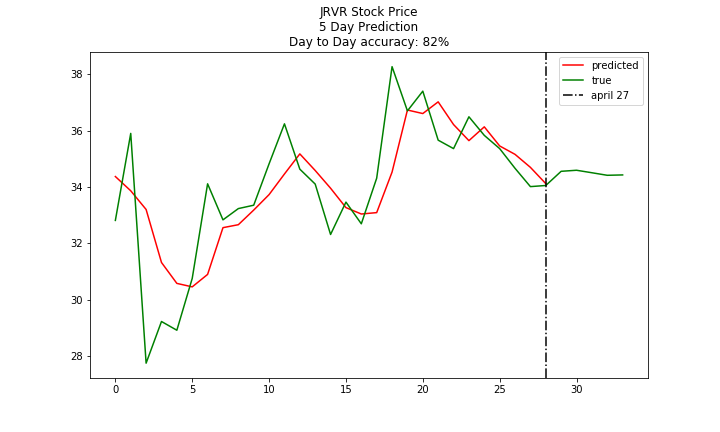 JRVR Stock Price
5 Day Prediction
Day to Day accuracy: 82%
predicted
true
april 27
38
36
34
32
30
28
0
5
10
15
20
25
30